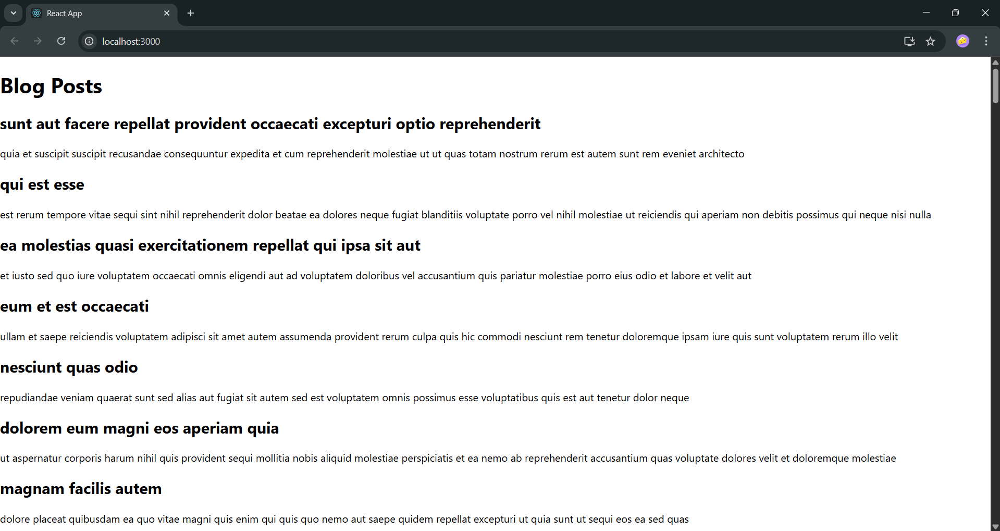 React App
localhost:3000
Blog Posts
sunt aut facere repellat provident occaecati excepturi optio reprehenderit
quia et suscipit suscipit recusandae consequuntur expedita et cum reprehenderit molestiae ut ut quas totam nostrum rerum est autem sunt rem eveniet architecto
qui est esse
est rerum tempore vitae sequi sint nihil reprehenderit dolor beatae ea dolores neque fugiat blanditiis voluptate porro vel nihil molestiae ut reiciendis qui aperiam non debitis possimus qui neque nisi nulla
ea molestias quasi exercitationem repellat qui ipsa sit aut
et iusto sed quo iure voluptatem occaecati omnis eligendi aut ad voluptatem doloribus vel accusantium quis pariatur molestiae porro eius odio et labore et velit aut
eum et est occaecati
ullam et saepe reiciendis voluptatem adipisci sit amet autem assumenda provident rerum culpa quis hic commodi nesciunt rem tenetur doloremque ipsam iure quis sunt voluptatem rerum illo velit
nesciunt quas odio
repudiandae veniam quaerat sunt sed alias aut fugiat sit autem sed est voluptatem omnis possimus esse voluptatibus quis est aut tenetur dolor neque
dolorem eum magni eos aperiam quia
ut aspernatur corporis harum nihil quis provident sequi mollitia nobis aliquid molestiae perspiciatis et ea nemo ab reprehenderit accusantium quas voluptate dolores velit et doloremque molestiae
magnam facilis autem
dolore placeat quibusdam ea quo vitae magni quis enim qui quis quo nemo aut saepe quidem repellat excepturi ut quia sunt ut sequi eos ea sed quas